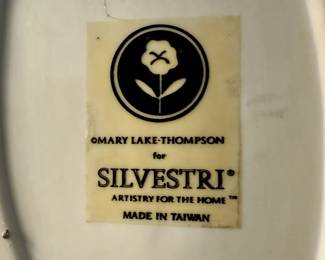 ©MARY LAKE-THOMPSON
for
SILVESTRI®
ARTISTRY FOR THE HOME™
MADE IN TAIWAN